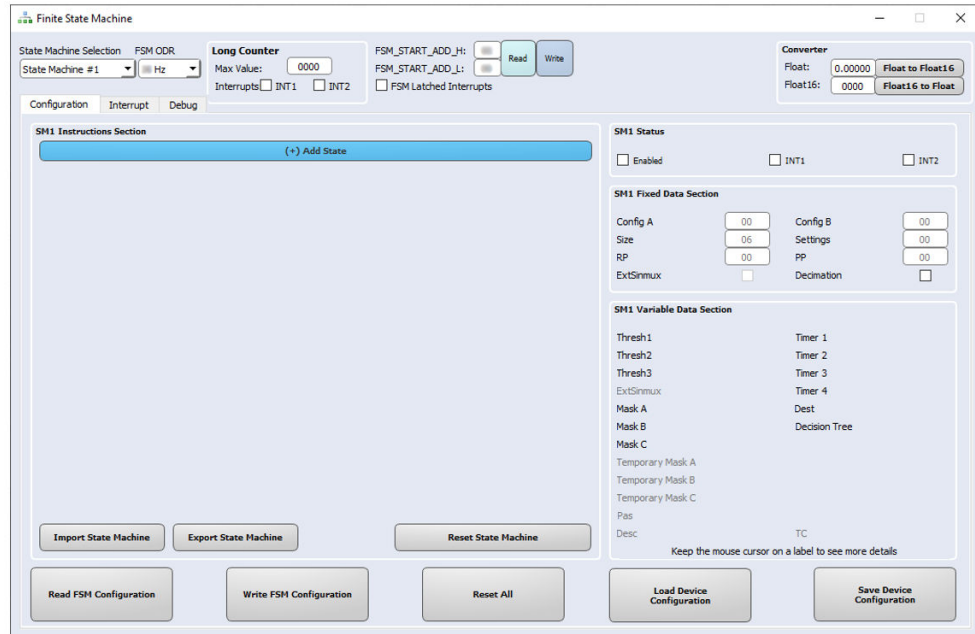 Finite State Machine
State Machine Selection FSM ODR
State Machine #1 Hz
Long Counter
Max Value: 0000
Interrupts INT1 INT2
FSM_START_ADD_H:
FSM_START_ADD_L:
FSM Latched Interrupts
Read Write
Converter
Float: 0.00000 Float to Float16
Float16: 0000 Float16 to Float
Configuration Interrupt Debug
SM1 Instructions Section
(+) Add State
Import State Machine Export State Machine Reset State Machine
SM1 Status
Enabled INT1 INT2
SM1 Fixed Data Section
Config A 00 Config B 00
Size 06 Settings 00
RP 00 PP 00
ExtSinmux Decimation
SM1 Variable Data Section
Thresh1 Timer 1
Thresh2 Timer 2
Thresh3 Timer 3
ExtSinmux Timer 4
Mask A Dest
Mask B Decision Tree
Mask C
Temporary Mask A
Temporary Mask B
Temporary Mask C
Pas
Desc TC
Keep the mouse cursor on a label to see more details
Read FSM Configuration Write FSM Configuration Reset All
Load Device
Configuration
Save Device
Configuration